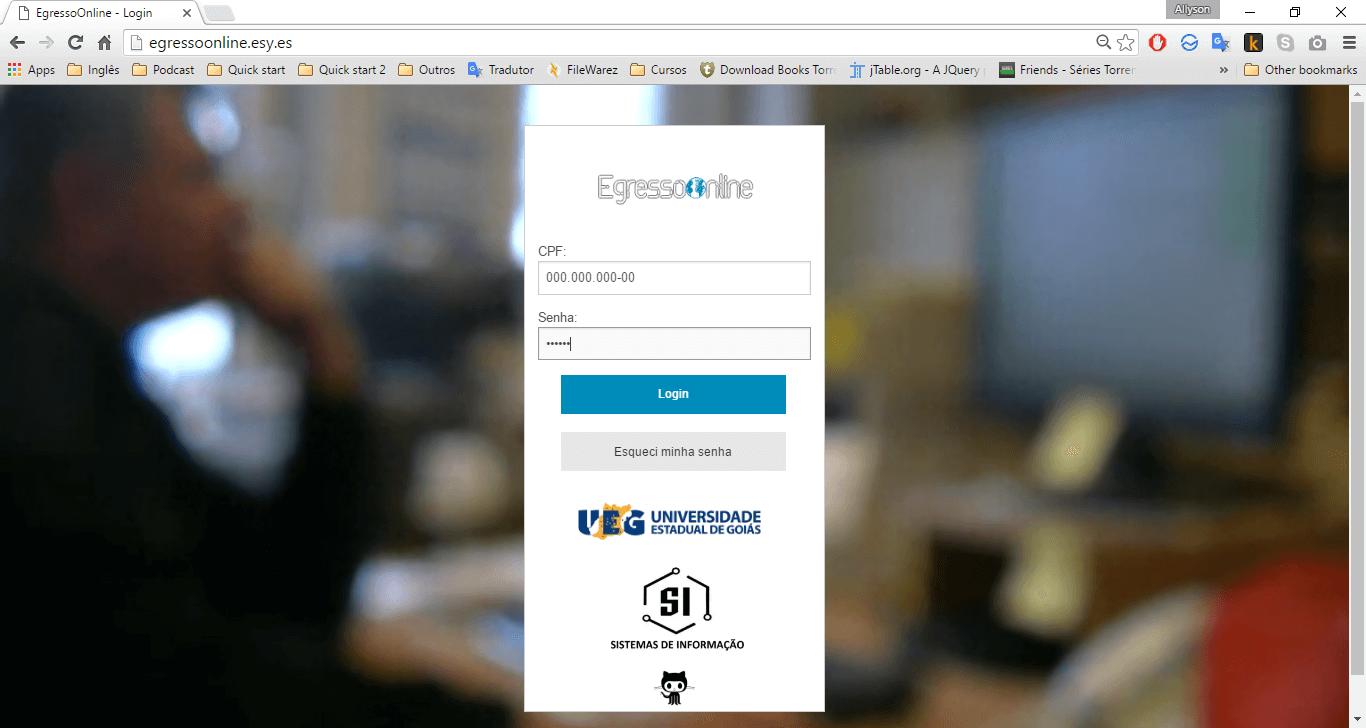 EgressoOnline - Login
Allyson
egressoonline.esy.es
Apps
Inglês
Podcast
Quick start
Quick start 2
Outros
Tradutor
FileWarez
Cursos
Download Books Torre
jTable.org - A JQuery
Friends - Séries Torren
»
Other bookmarks
EgressoOnline
CPF:
000.000.000-00
Senha:
••••••
Login
Esqueci minha senha
UEG UNIVERSIDADE
ESTADUAL DE GOIÁS
SI
SISTEMAS DE INFORMAÇÃO